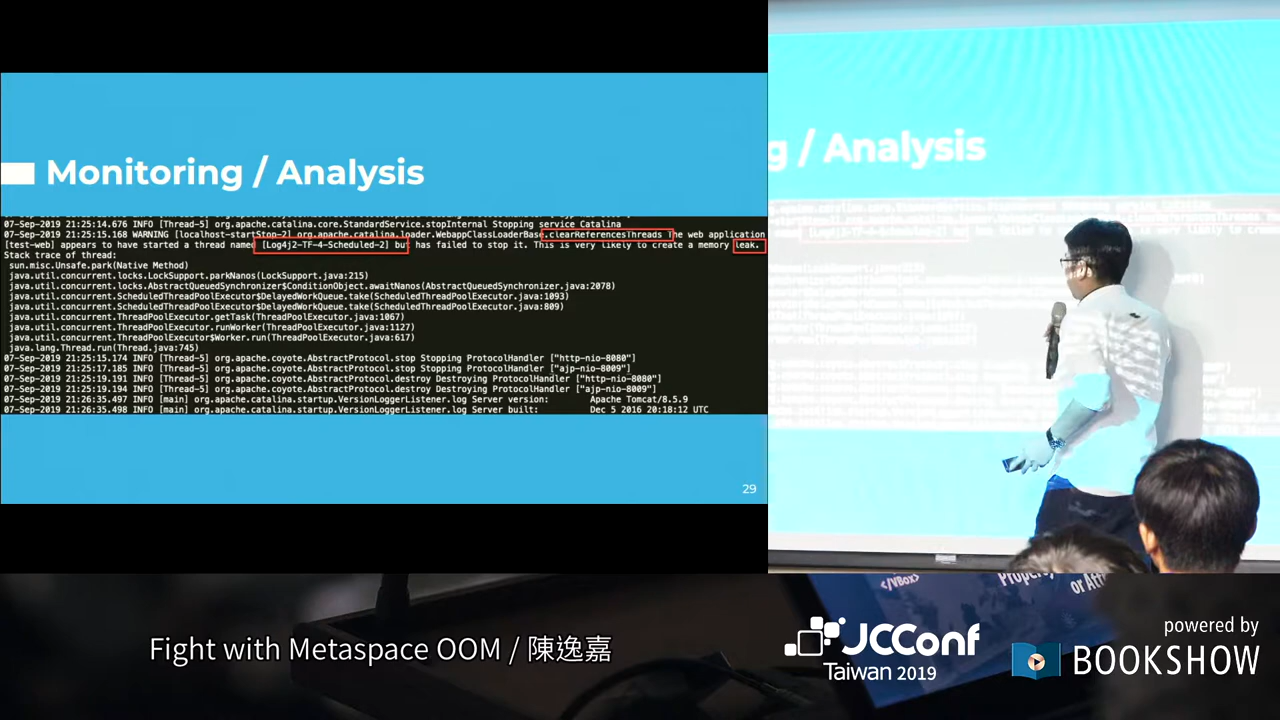 Monitoring / Analysis
07-Sep-2019 21:25:14.676 INFO [Thread-5] org.apache.catalina.core.StandardService.stopInternal Stopping service Catalina
07-Sep-2019 21:25:15.168 WARNING [localhost-startStop-2] org.apache.catalina.loader.WebappClassLoaderBase.clearReferencesThreads The web application
[test-web] appears to have started a thread named [Log4j2-TF-4-Scheduled-2] but has failed to stop it. This is very likely to create a memory leak.
Stack trace of thread:
sun.misc.Unsafe.park(Native Method)
java.util.concurrent.locks.LockSupport.parkNanos(LockSupport.java:215)
java.util.concurrent.locks.AbstractQueuedSynchronizer$ConditionObject.awaitNanos(AbstractQueuedSynchronizer.java:2078)
java.util.concurrent.ScheduledThreadPoolExecutor$DelayedWorkQueue.take(ScheduledThreadPoolExecutor.java:1093)
java.util.concurrent.ScheduledThreadPoolExecutor$DelayedWorkQueue.take(ScheduledThreadPoolExecutor.java:809)
java.util.concurrent.ThreadPoolExecutor.getTask(ThreadPoolExecutor.java:1067)
java.util.concurrent.ThreadPoolExecutor.runWorker(ThreadPoolExecutor.java:1127)
java.util.concurrent.ThreadPoolExecutor$Worker.run(ThreadPoolExecutor.java:617)
java.lang.Thread.run(Thread.java:745)
07-Sep-2019 21:25:15.174 INFO [Thread-5] org.apache.coyote.AbstractProtocol.stop Stopping ProtocolHandler ["http-nio-8080"]
07-Sep-2019 21:25:17.185 INFO [Thread-5] org.apache.coyote.AbstractProtocol.stop Stopping ProtocolHandler ["ajp-nio-8009"]
07-Sep-2019 21:25:19.191 INFO [Thread-5] org.apache.coyote.AbstractProtocol.destroy Destroying ProtocolHandler ["http-nio-8080"]
07-Sep-2019 21:25:19.194 INFO [Thread-5] org.apache.coyote.AbstractProtocol.destroy Destroying ProtocolHandler ["ajp-nio-8009"]
07-Sep-2019 21:26:35.497 INFO [main] org.apache.catalina.startup.VersionLoggerListener.log Server version: Apache Tomcat/8.5.9
07-Sep-2019 21:26:35.498 INFO [main] org.apache.catalina.startup.VersionLoggerListener.log Server built: Dec 5 2016 20:18:12 UTC
29
g / Analysis
</VBox>
Fight with Metaspace OOM / 陳逸嘉
JCConf
Taiwan 2019
powered by
BOOKSHOW